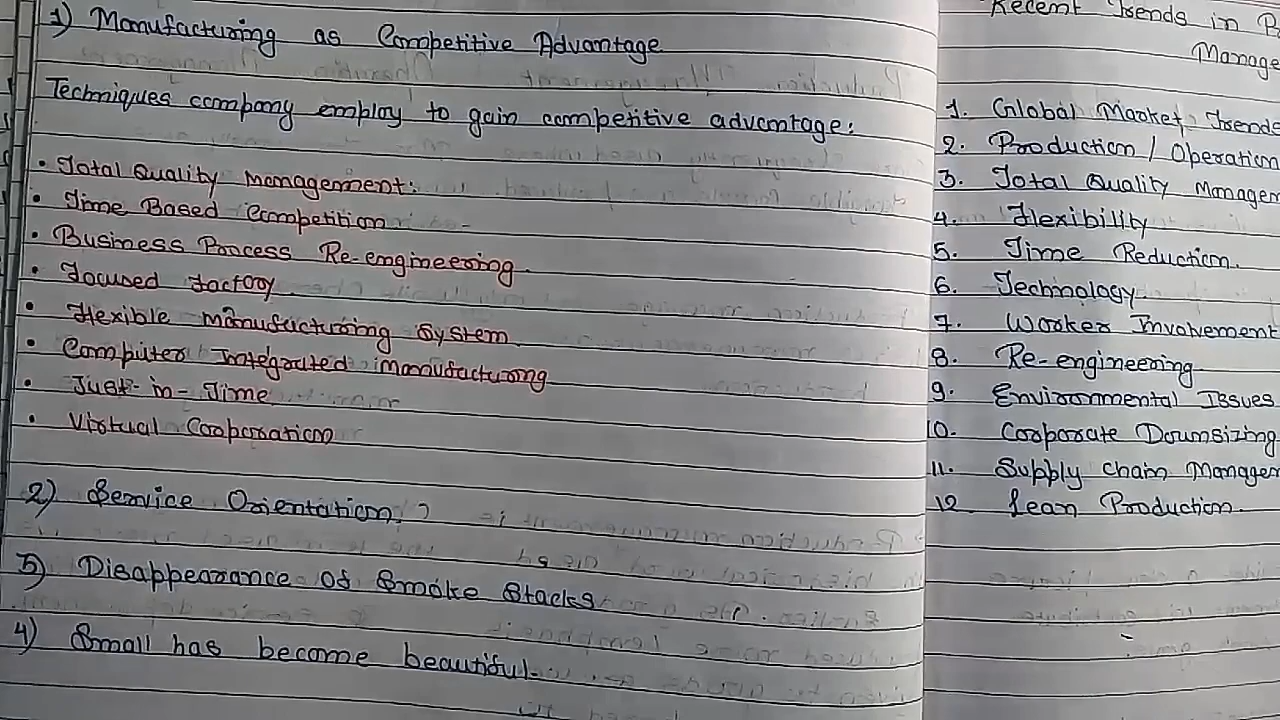 1) Manufacturing as Competitive Advantage
Techniques company employ to gain competitive advantage:
• Total Quality Management:
• Time Based Competition
• Business Process Re-engineering
• Focused factory
• Flexible Manufacturing System
• Computer Integrated Manufacturing
• Just-in-Time
• Virtual Corporation
2) Service Orientation
3) Disappearance of Smoke Stacks
4) Small has become beautiful.
Recent Trends in
Manage
1. Global Market Trends
2. Production / Operation
3. Total Quality Manager
4. Flexibility
5. Time Reduction.
6. Technology
7. Worker Involvement
8. Re-engineering
9. Environmental Issues
10. Corporate Downsizing
11. Supply Chain Manager
12. Lean Production.